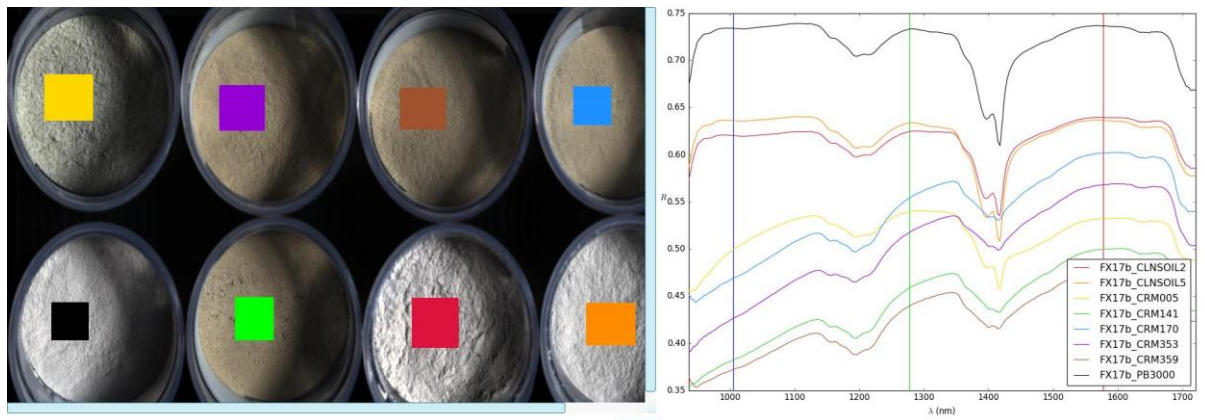 0.75
0.70
0.65
0.60
0.55
0.50
0.45
0.40
0.35
R
1000
1100
1200
1300
1400
1500
1600
1700
λ (nm)
FX17b_CLNSOIL2
FX17b_CLNSOIL5
FX17b_CRM005
FX17b_CRM141
FX17b_CRM170
FX17b_CRM353
FX17b_CRM359
FX17b_PB3000